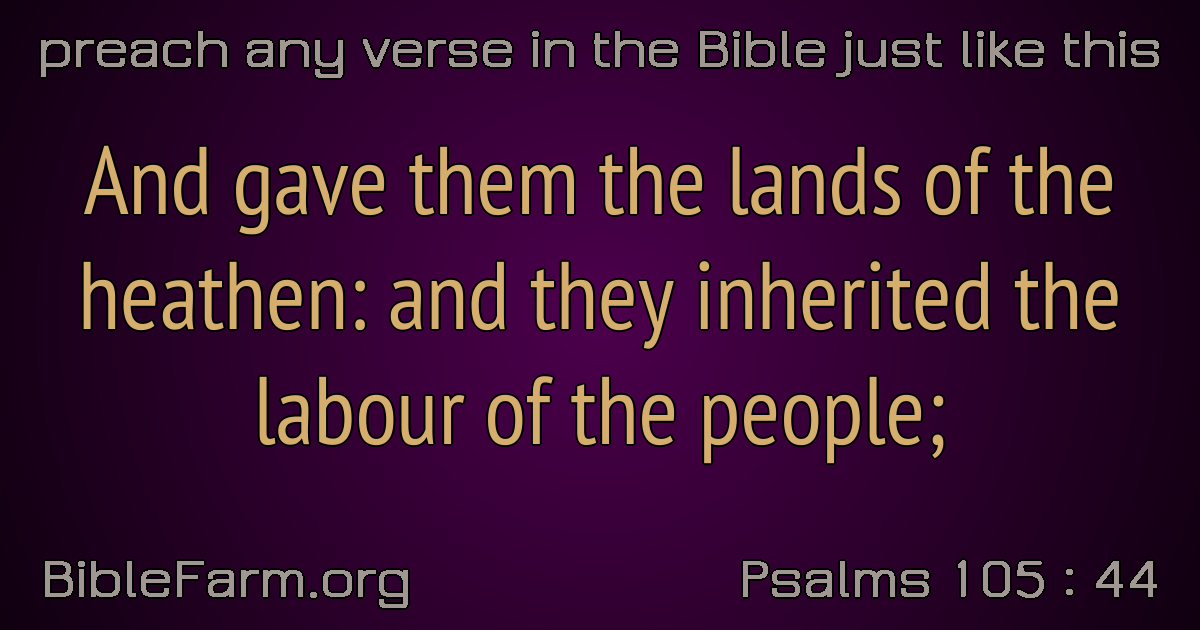 preach any verse in the Bible just like this
And gave them the lands of the
heathen: and they inherited the
labour of the people;
BibleFarm.org
Psalms 105 : 44